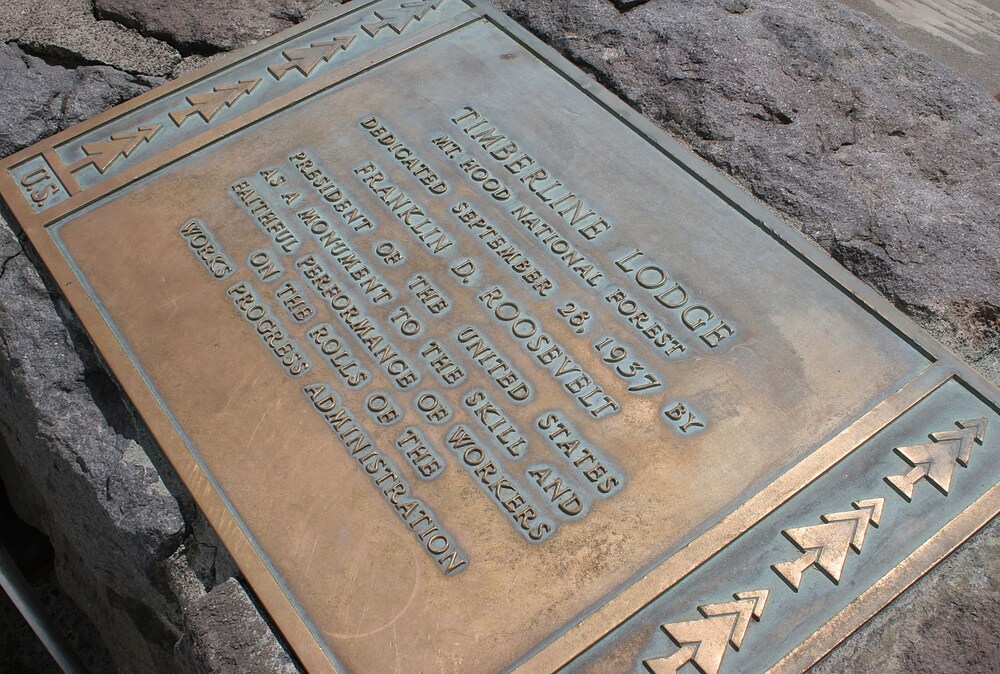 TIMBERLINE LODGE
MT. HOOD NATIONAL FOREST
DEDICATED SEPTEMBER 28, 1937 BY
FRANKLIN D. ROOSEVELT
PRESIDENT OF THE UNITED STATES
AS A MONUMENT TO THE SKILL AND
FAITHFUL PERFORMANCE OF WORKERS
ON THE ROLLS OF THE
WORKS PROGRESS ADMINISTRATION
U.S.